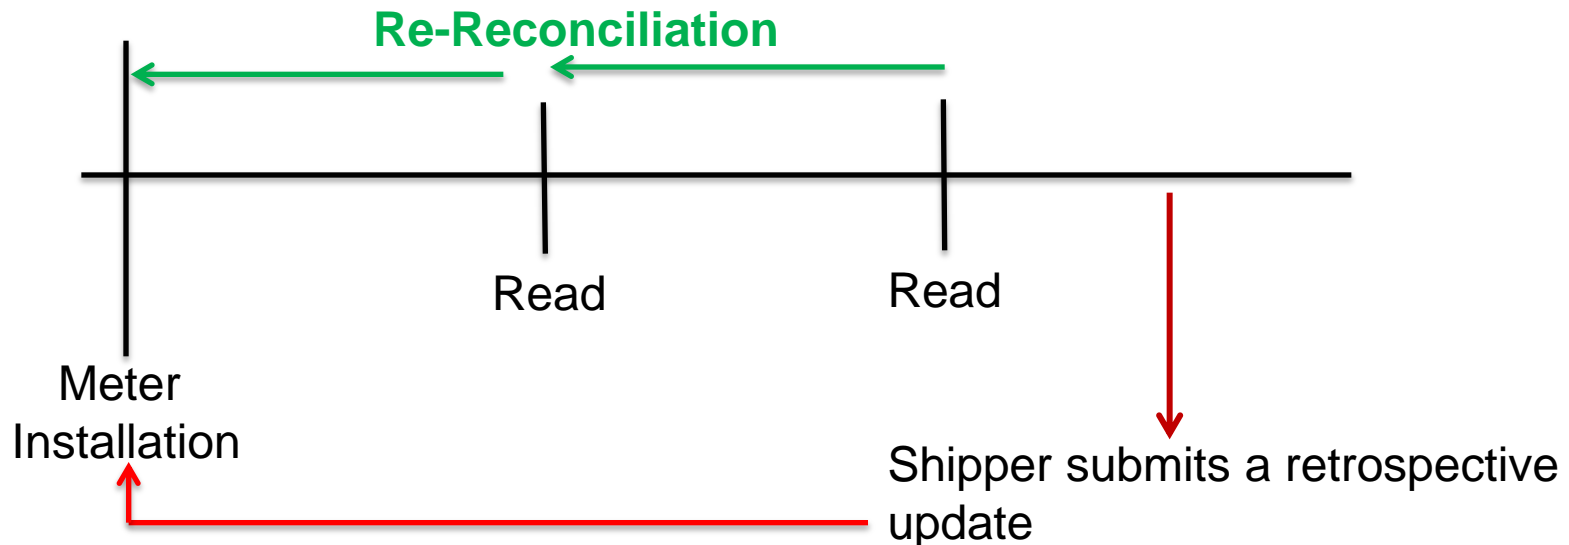 Re-Reconciliation
Read
Read
Meter
Installation
Shipper submits a retrospective
update